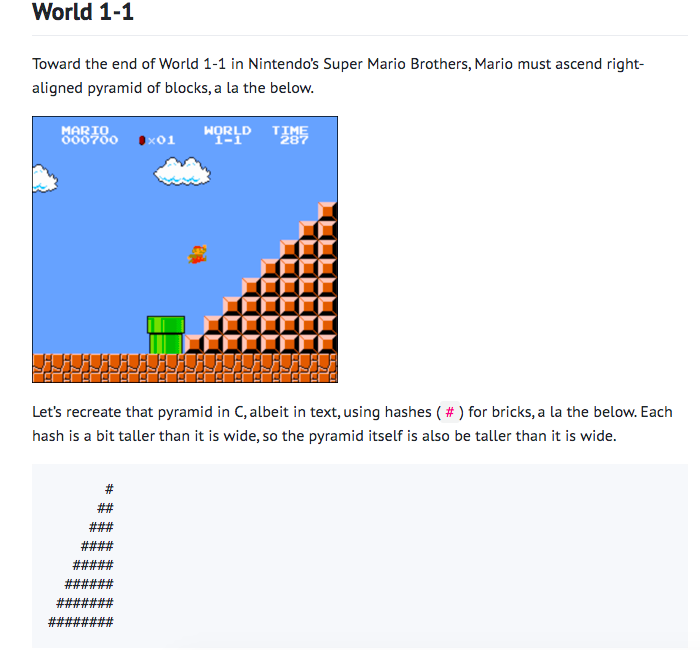 World 1-1
Toward the end of World 1-1 in Nintendo's Super Mario Brothers, Mario must ascend right-
aligned pyramid of blocks, a la the below.
MARIO WORLD TIME
000700 ×01 1-1 287
Let's recreate that pyramid in C, albeit in text, using hashes ( # ) for bricks, a la the below. Each
hash is a bit taller than it is wide, so the pyramid itself is also be taller than it is wide.
#
##
###
####
#####
######
#######
########